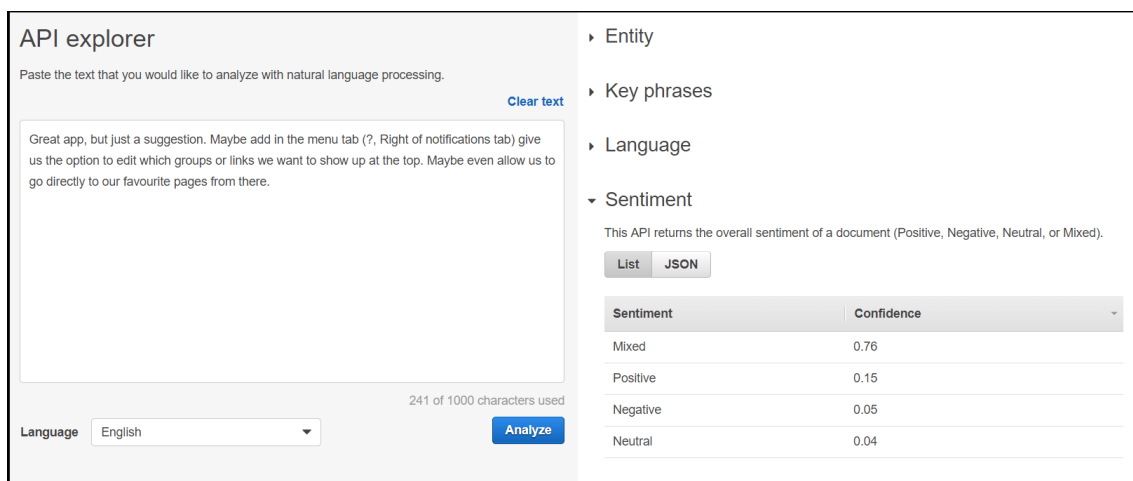 API explorer
Paste the text that you would like to analyze with natural language processing.
Clear text
Great app, but just a suggestion. Maybe add in the menu tab (?, Right of notifications tab) give
us the option to edit which groups or links we want to show up at the top. Maybe even allow us to
go directly to our favourite pages from there.
241 of 1000 characters used
Language English Analyze
Entity
Key phrases
Language
Sentiment
This API returns the overall sentiment of a document (Positive, Negative, Neutral, or Mixed).
List JSON
Sentiment Confidence
Mixed 0.76
Positive 0.15
Negative 0.05
Neutral 0.04